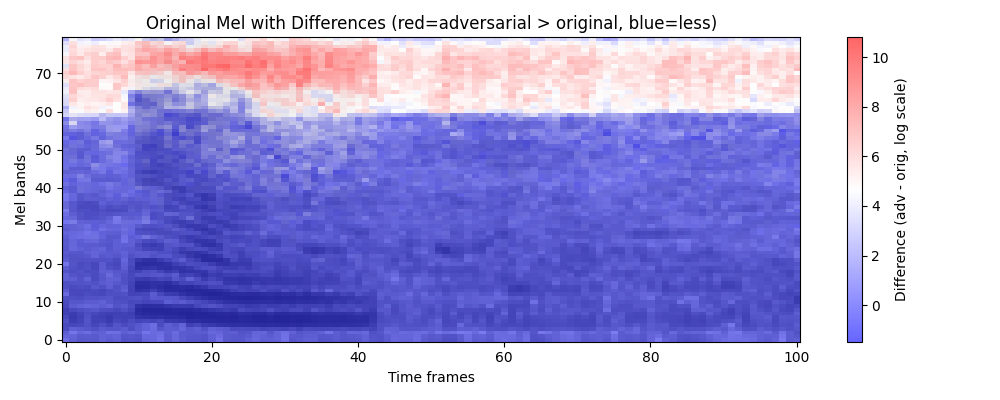 Original Mel with Differences (red=adversarial > original, blue=less)
70
60
50
40
30
20
10
0
Mel bands
0 20 40 60 80 100
Time frames
10
8
6
4
2
0
Difference (adv - orig, log scale)